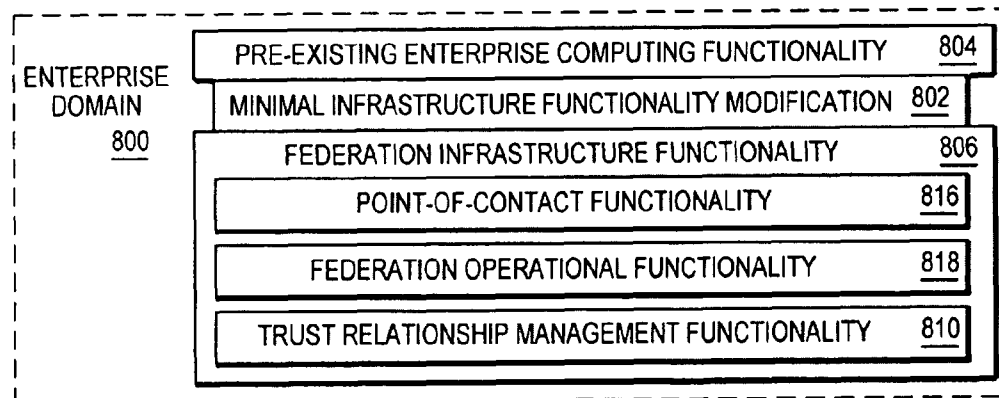 PRE-EXISTING ENTERPRISE COMPUTING FUNCTIONALITY 804
ENTERPRISE
DOMAIN
800
MINIMAL INFRASTRUCTURE FUNCTIONALITY MODIFICATION 802
FEDERATION INFRASTRUCTURE FUNCTIONALITY 806
POINT-OF-CONTACT FUNCTIONALITY 816
FEDERATION OPERATIONAL FUNCTIONALITY 818
TRUST RELATIONSHIP MANAGEMENT FUNCTIONALITY 810